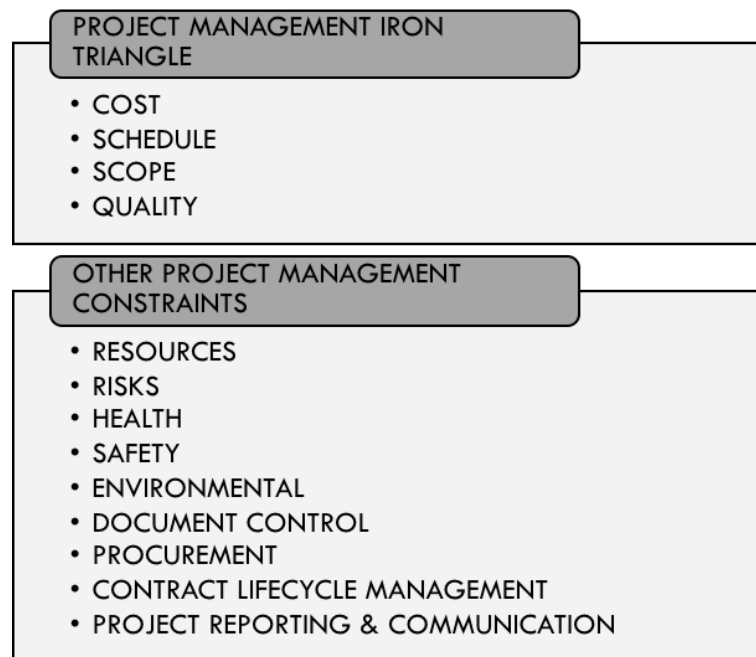 PROJECT MANAGEMENT IRON
TRIANGLE
• COST
• SCHEDULE
• SCOPE
• QUALITY
OTHER PROJECT MANAGEMENT
CONSTRAINTS
• RESOURCES
• RISKS
• HEALTH
• SAFETY
• ENVIRONMENTAL
• DOCUMENT CONTROL
• PROCUREMENT
• CONTRACT LIFECYCLE MANAGEMENT
• PROJECT REPORTING & COMMUNICATION